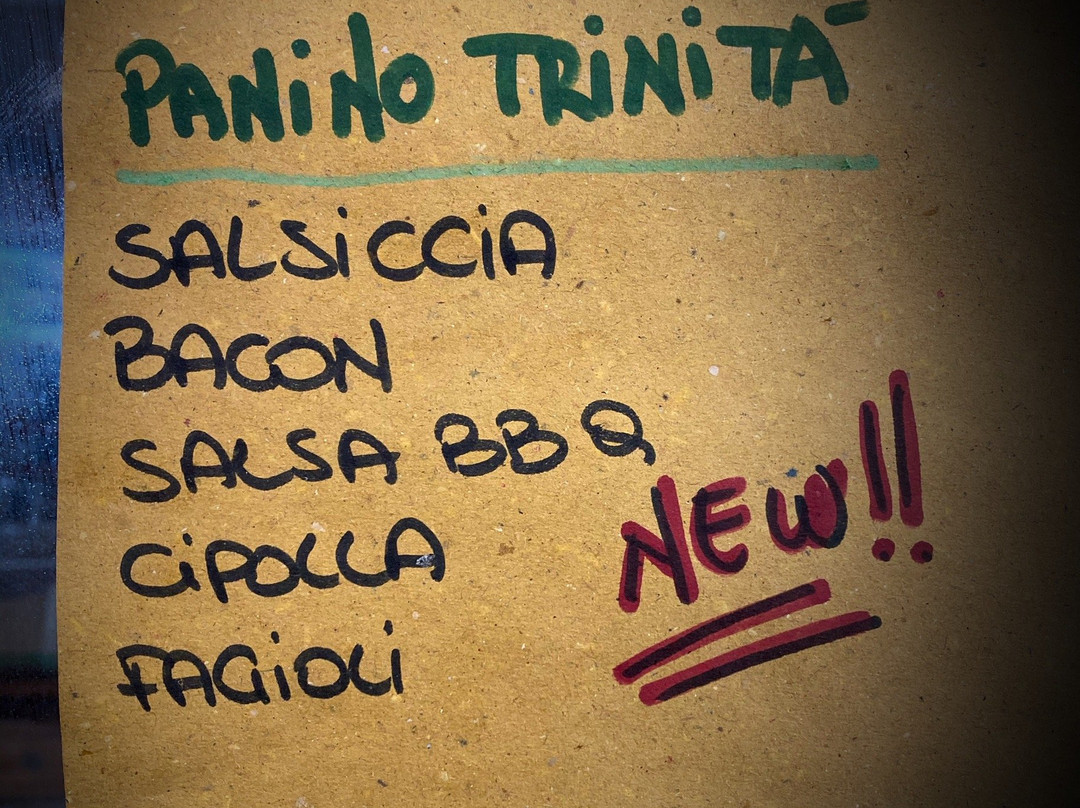 PANiNO TRiNiTÀ
SALSiCCiA
BACON
SALSA BBQ
CiPOLLA
FAGiOLi
NEW!!